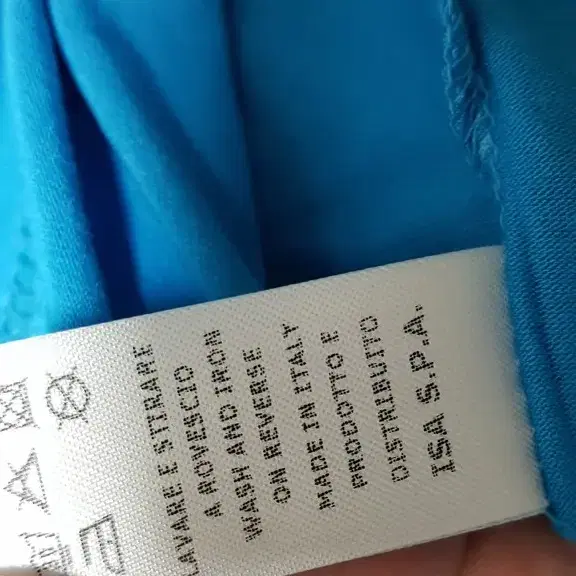 LAVARE E STIRARE
A ROVESCIO
WASH AND IRON
ON REVERSE
MADE IN ITALY
PRODOTTO E
DISTRIBUITO
ISA S.P.A.